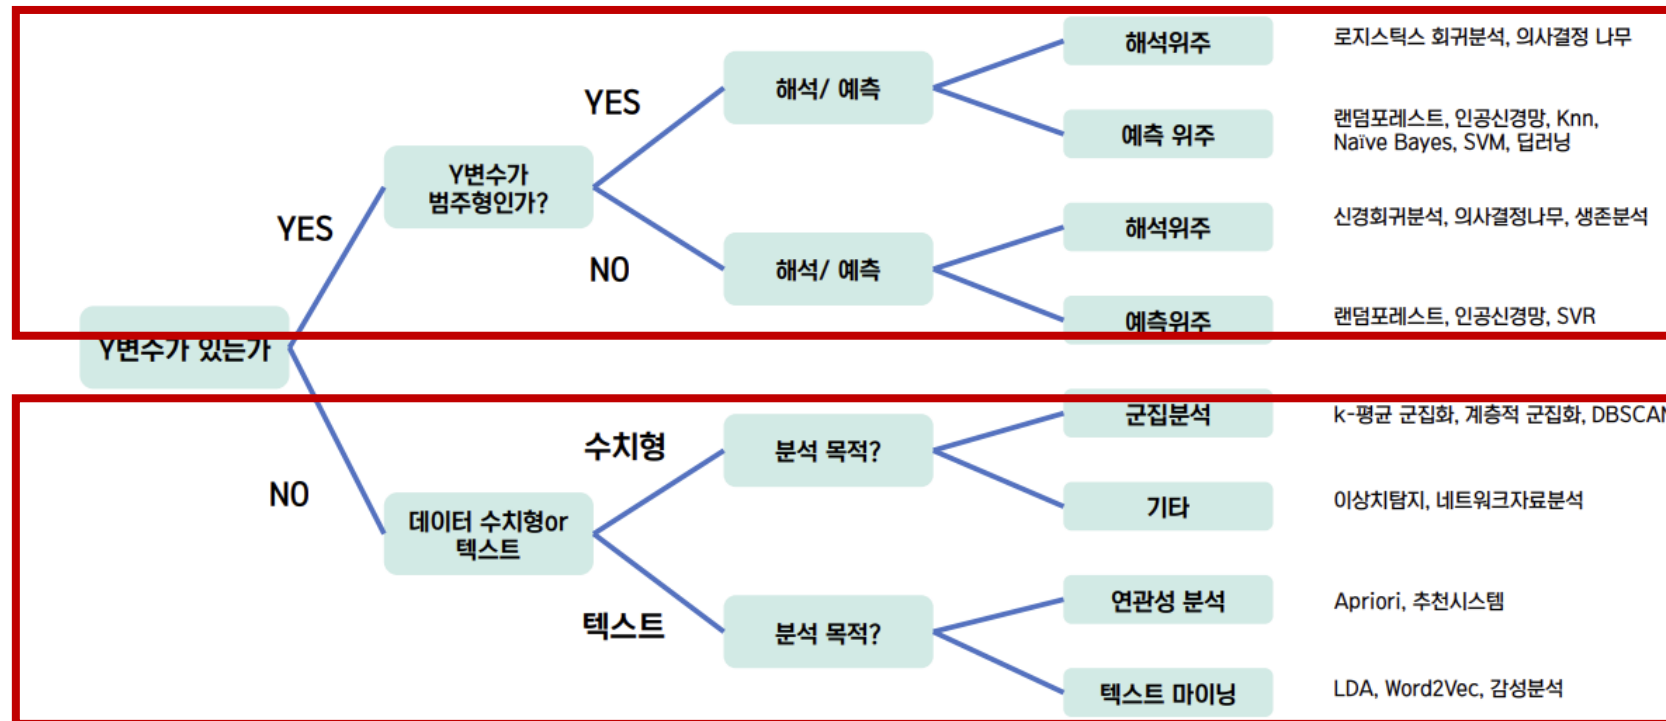 해석위주
로지스틱스 회귀분석, 의사결정 나무
YES
해석/ 예측
예측 위주
랜덤포레스트, 인공신경망, Knn,
Naïve Bayes, SVM, 딥러닝
Y변수가
범주형인가?
YES
해석위주
신경회귀분석, 의사결정나무, 생존분석
NO
해석/ 예측
예측위주
랜덤포레스트, 인공신경망, SVR
Y변수가 있는가
군집분석
k-평균 군집화, 계층적 군집화, DBSCAN
수치형
분석 목적?
NO
기타
이상치탐지, 네트워크자료분석
데이터 수치형or
텍스트
연관성 분석
Apriori, 추천시스템
텍스트
분석 목적?
텍스트 마이닝
LDA, Word2Vec, 감성분석